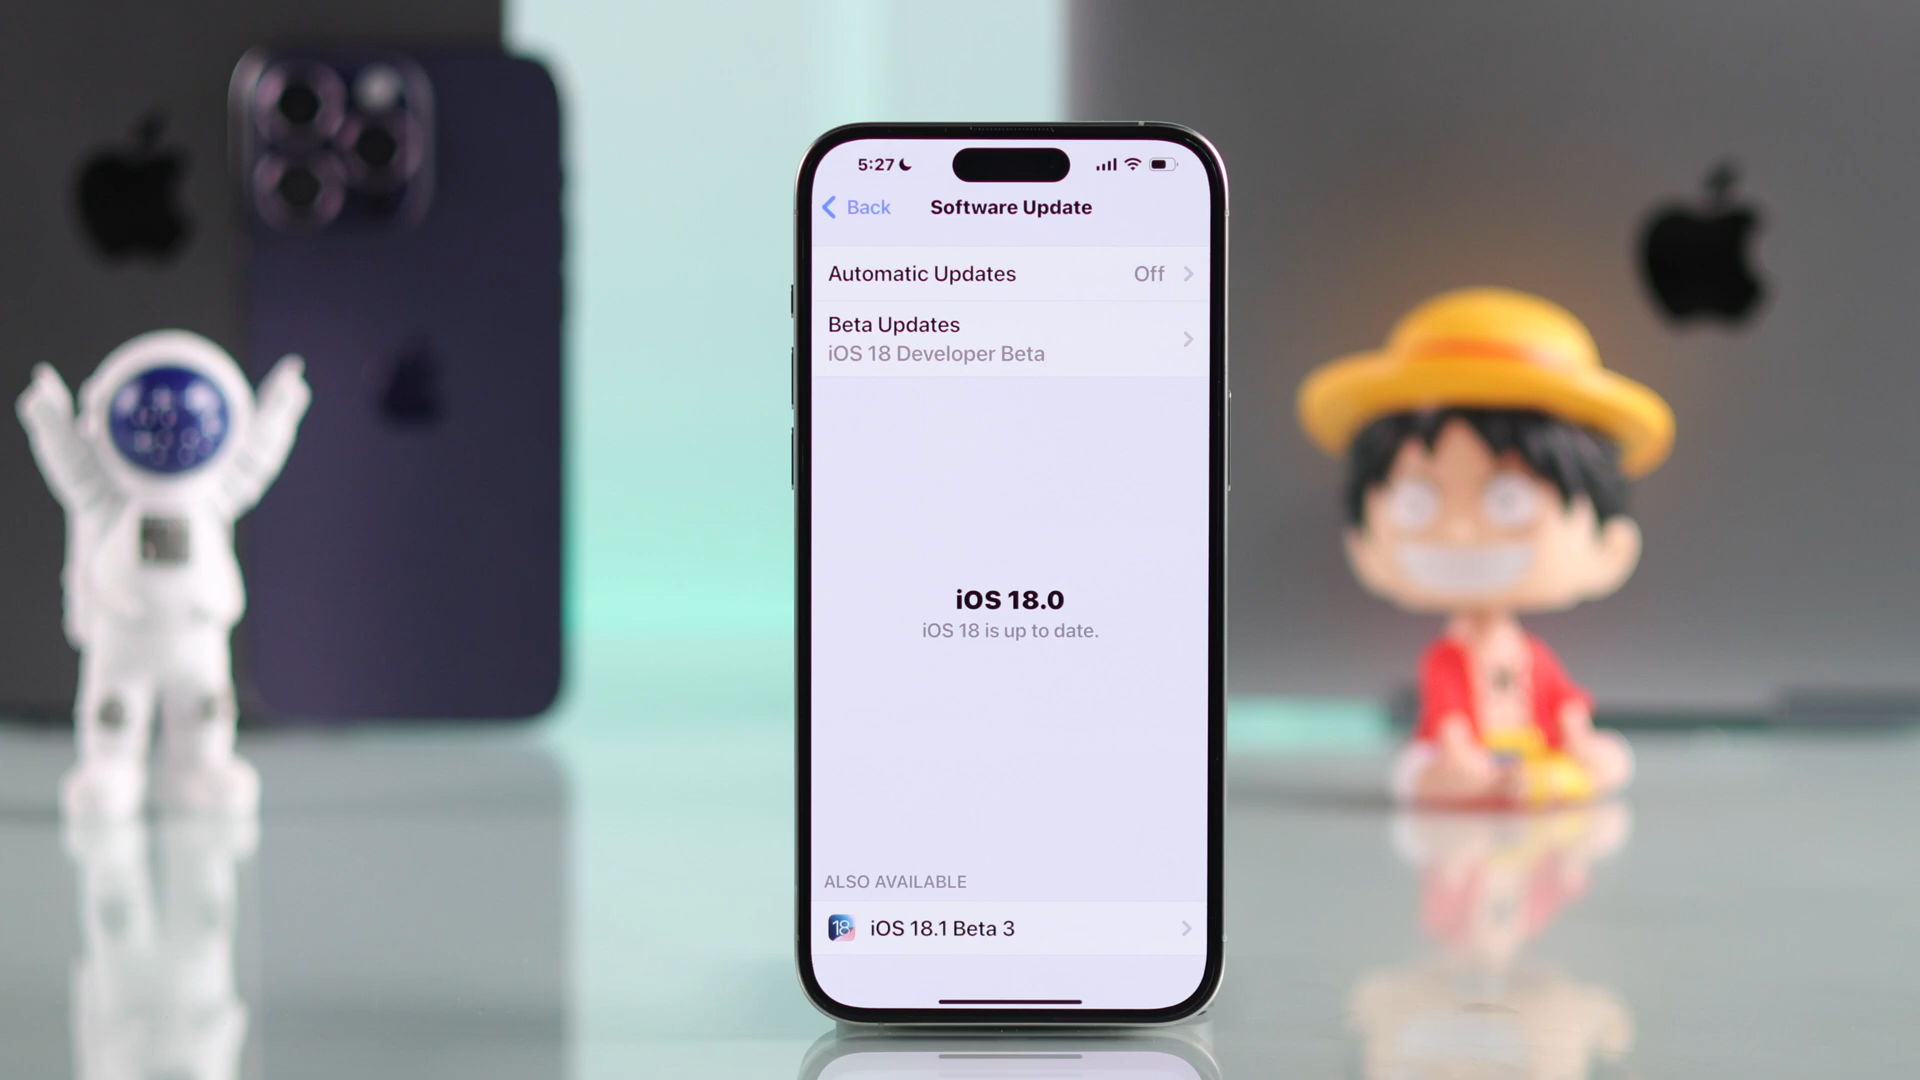 5:27
Back
Software Update
Automatic Updates Off
Beta Updates
iOS 18 Developer Beta
iOS 18.0
iOS 18 is up to date.
ALSO AVAILABLE
18
iOS 18.1 Beta 3